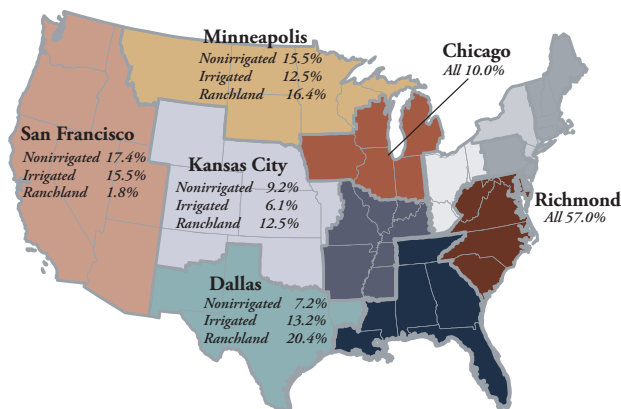 Minneapolis
Nonirrigated 15.5%
Irrigated 12.5%
Ranchland 16.4%
Chicago
All 10.0%
San Francisco
Nonirrigated 17.4%
Irrigated 15.5%
Ranchland 1.8%
Kansas City
Nonirrigated 9.2%
Irrigated 6.1%
Ranchland 12.5%
Richmond
All 57.0%
Dallas
Nonirrigated 7.2%
Irrigated 13.2%
Ranchland 20.4%